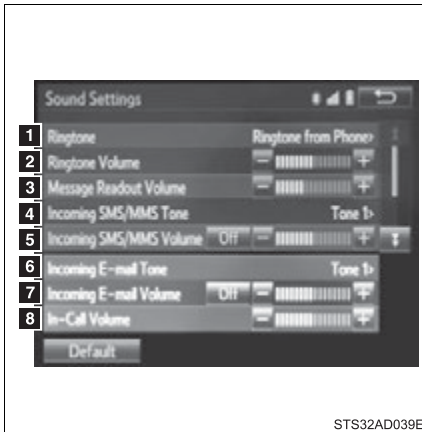 Sound Settings
1 Ringtone Ringtone from Phone>
2 Ringtone Volume − +
3 Message Readout Volume − +
4 Incoming SMS/MMS Tone Tone 1>
5 Incoming SMS/MMS Volume Off − +
6 Incoming E-mail Tone Tone 1>
7 Incoming E-mail Volume Off − +
8 In-Call Volume − +
Default
STS32AD039E